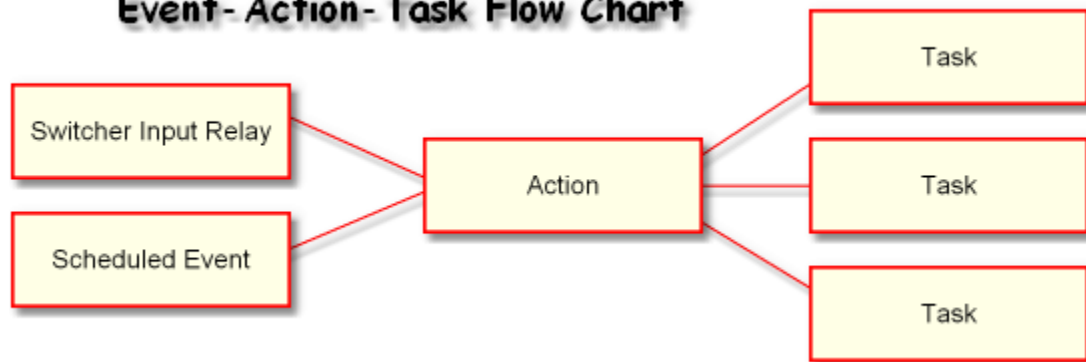 Event-Action-Task Flow Chart
Task
Switcher Input Relay
Action
Task
Scheduled Event
Task